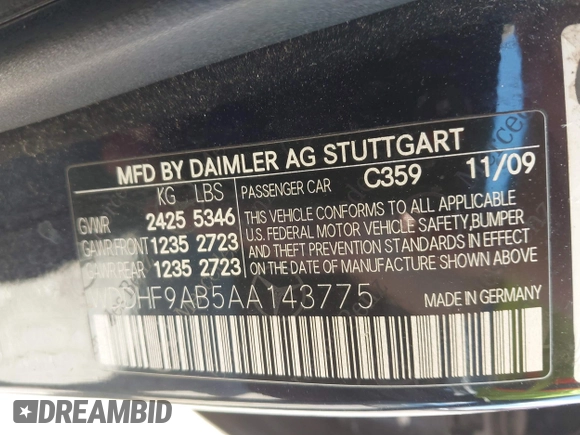 MFD BY DAIMLER AG STUTTGART
KG LBS PASSENGER CAR C359 11/09
GVWR 2425 5346 THIS VEHICLE CONFORMS TO ALL APPLICABLE
GAWR FRONT 1235 2723 U.S. FEDERAL MOTOR VEHICLE SAFETY, BUMPER
AND THEFT PREVENTION STANDARDS IN EFFECT
GAWR REAR 1235 2723 ON THE DATE OF MANUFACTURE SHOWN ABOVE
HF9AB5AA143775 MADE IN GERMANY
DREAMBID